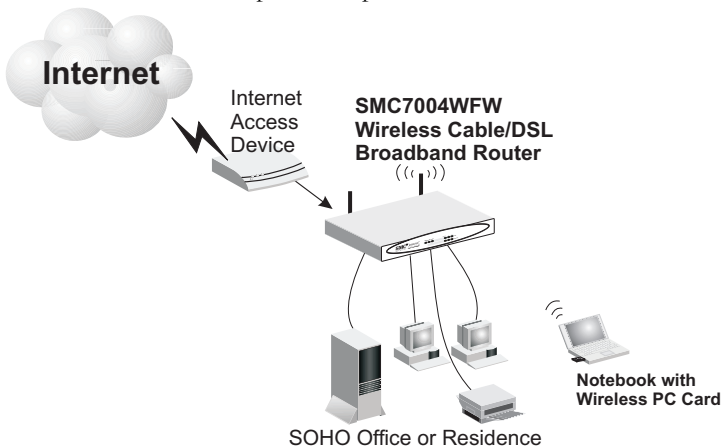 Internet
Internet
Access
Device
SMC7004WFW
Wireless Cable/DSL
Broadband Router
SMC
Notebook with
Wireless PC Card
SOHO Office or Residence